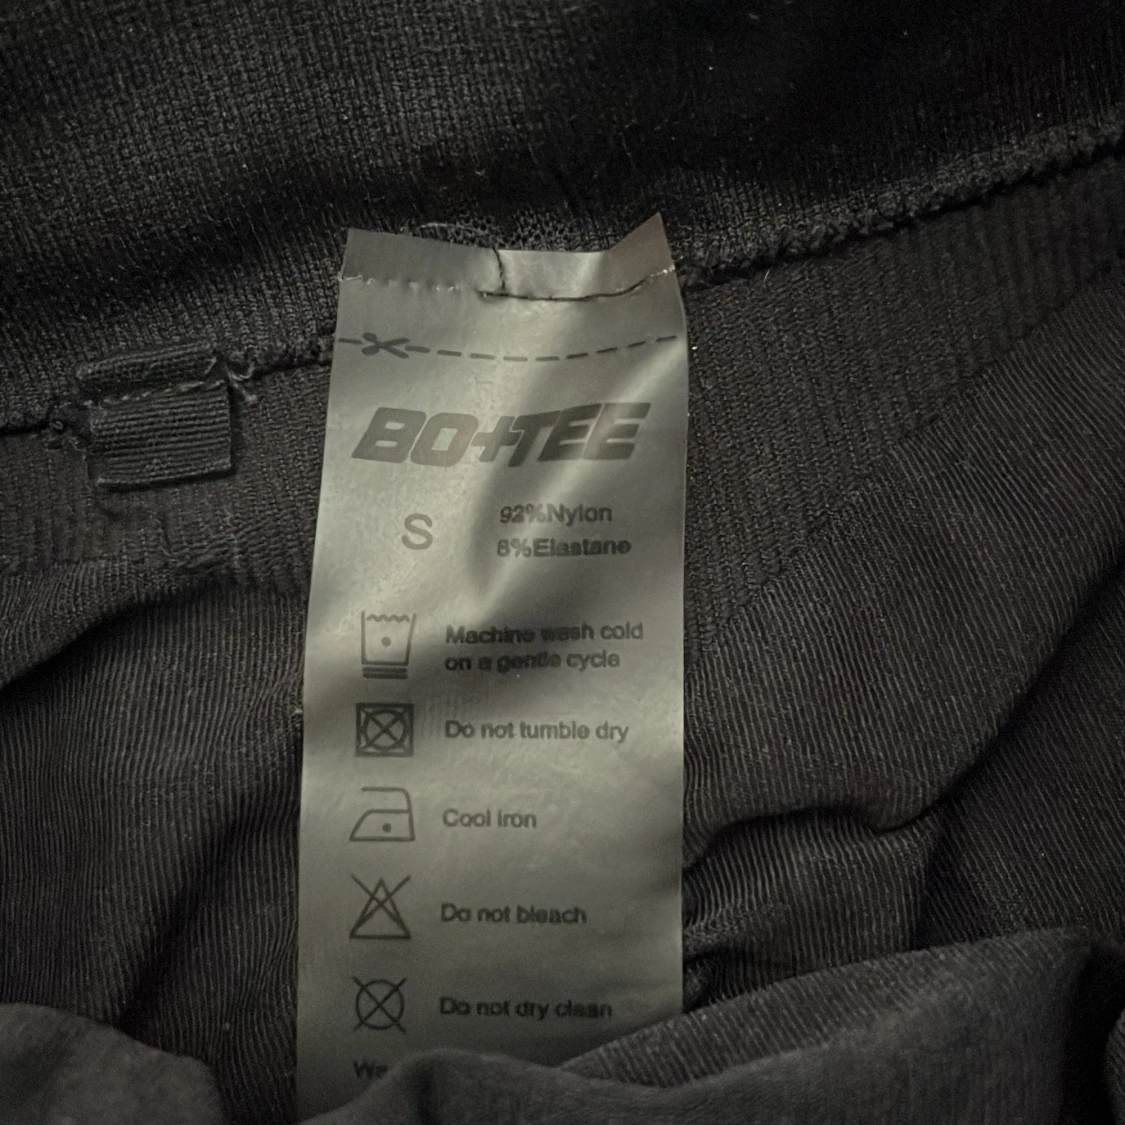 BO+TEE
S
92%Nylon
8%Elastane
Machine wash cold
on a gentle cycle
Do not tumble dry
Cool iron
Do not bleach
Do not dry clean